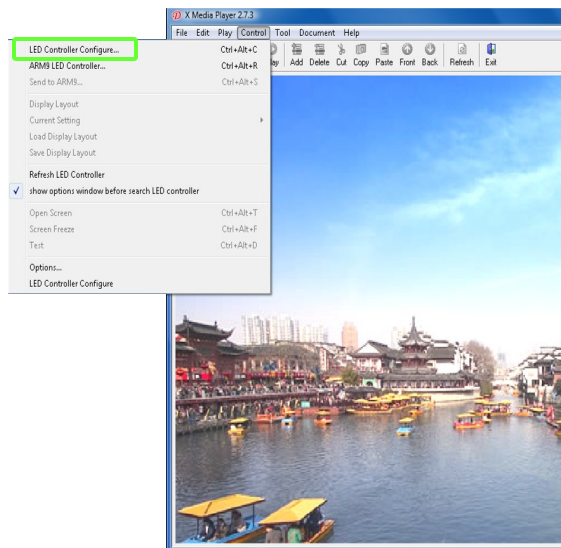 X Media Player 2.7.3
File Edit Play Control Tool Document Help
Add Delete Cut Copy Paste Front Back Refresh Exit
LED Controller Configure... Ctrl+Alt+C
ARM9 LED Controller... Ctrl+Alt+R
Send to ARM9... Ctrl+Alt+S
Display Layout
Current Setting
Load Display Layout
Save Display Layout
Refresh LED Controller
show options window before search LED controller
Open Screen Ctrl+Alt+T
Screen Freeze Ctrl+Alt+F
Test Ctrl+Alt+D
Options...
LED Controller Configure